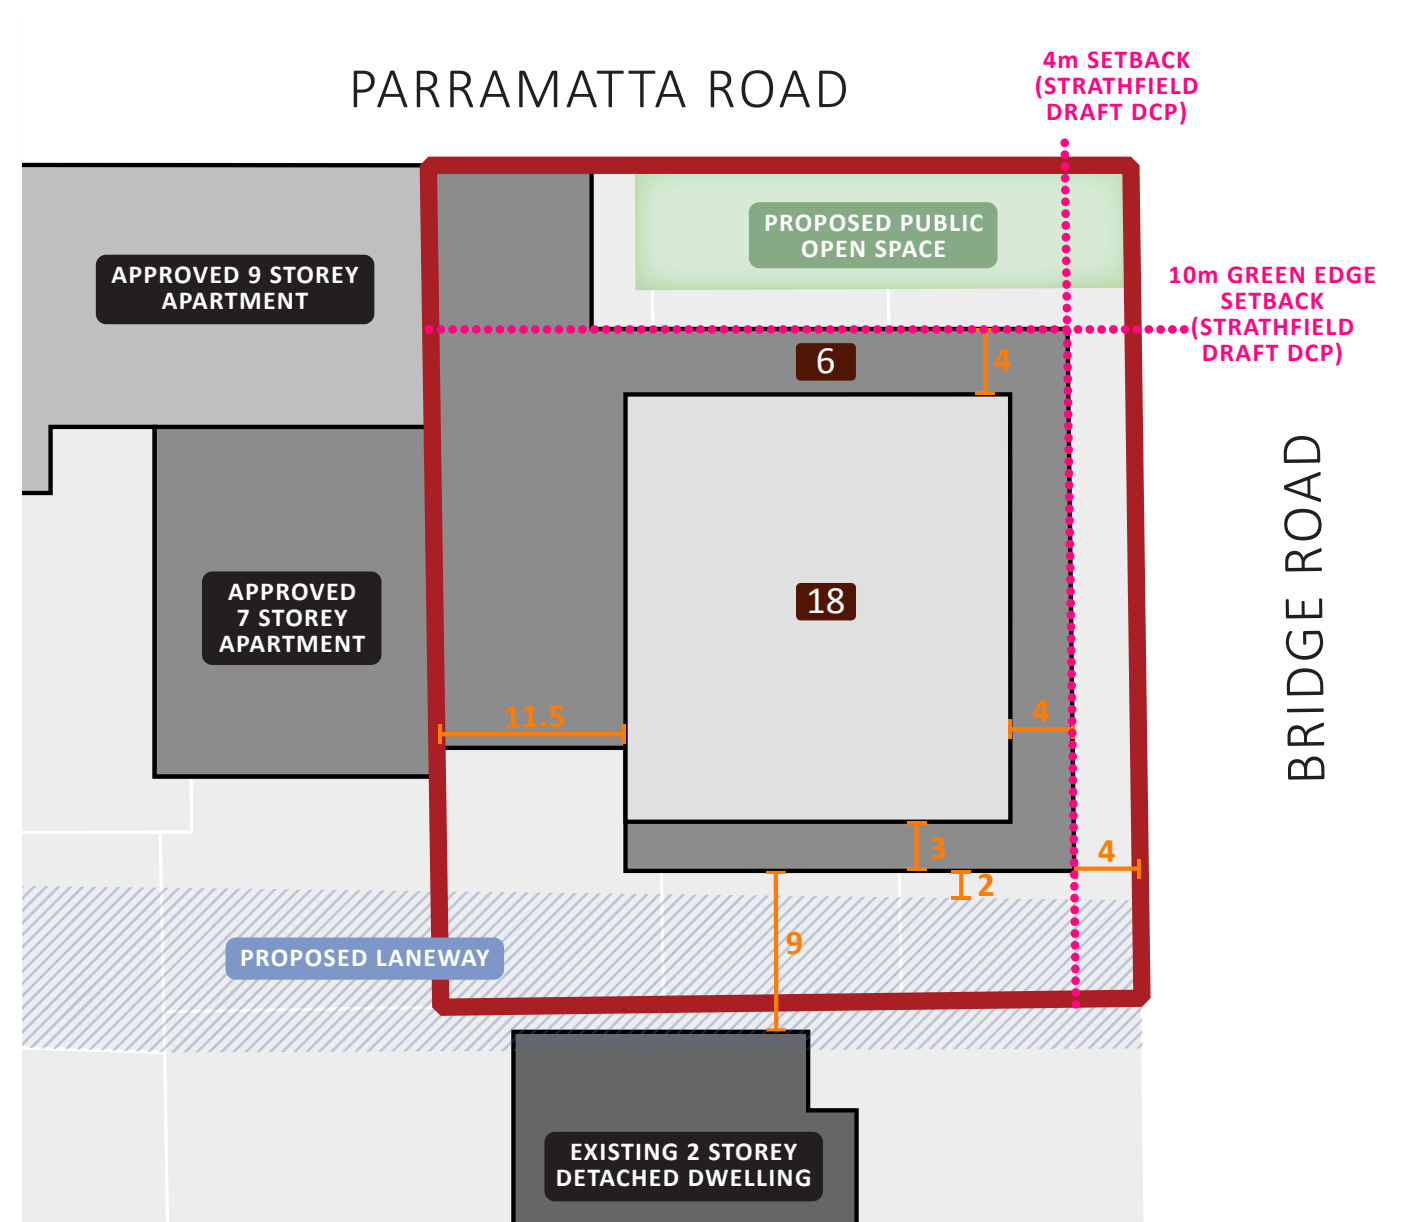 PARRAMATTA ROAD
4m SETBACK
(STRATHFIELD
DRAFT DCP)
PROPOSED PUBLIC
OPEN SPACE
APPROVED 9 STOREY
APARTMENT
10m GREEN EDGE
SETBACK
(STRATHFIELD
DRAFT DCP)
6
4
BRIDGE ROAD
APPROVED
7 STOREY
APARTMENT
18
11.5
4
3
4
2
9
PROPOSED LANEWAY
EXISTING 2 STOREY
DETACHED DWELLING